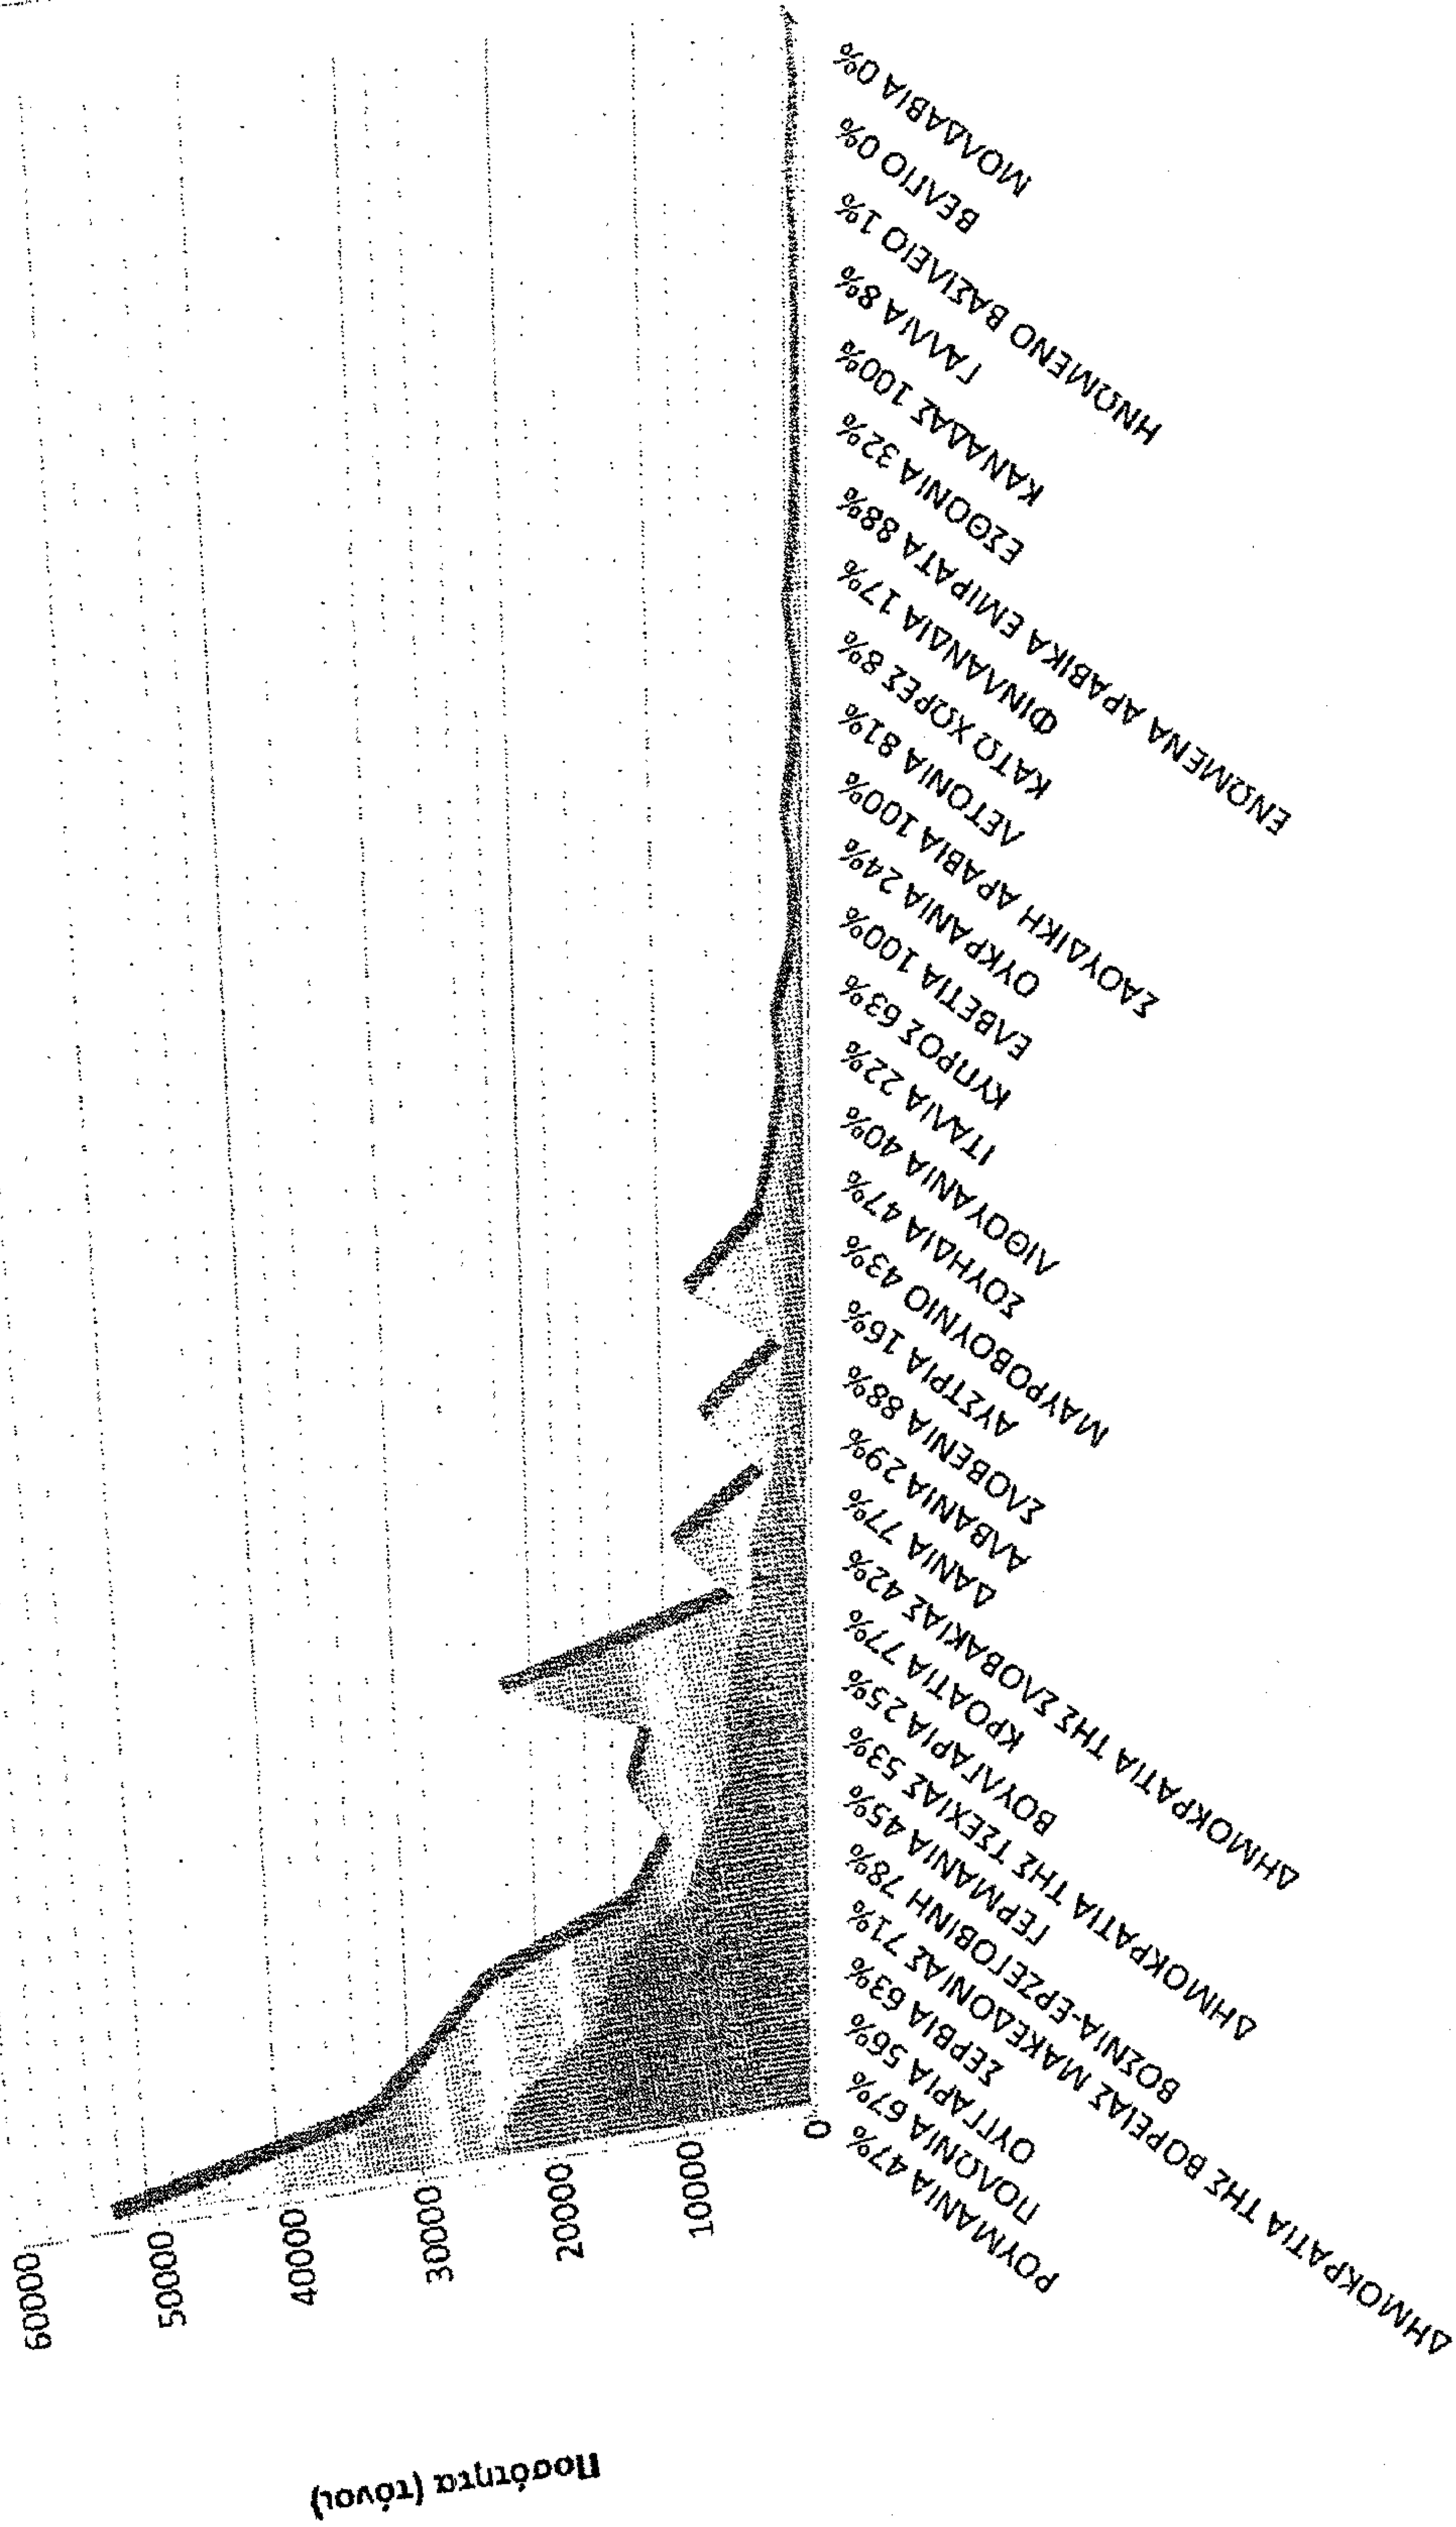 Ποσότητα (τόνοι)
60000
50000
40000
30000
20000
10000
0
ΡΟΥΜΑΝΙΑ 47%
ΠΟΛΩΝΙΑ 67%
ΟΥΓΓΑΡΙΑ 56%
ΣΕΡΒΙΑ 63%
ΔΗΜΟΚΡΑΤΙΑ ΤΗΣ ΒΟΡΕΙΑΣ ΜΑΚΕΔΟΝΙΑΣ 71%
ΒΟΣΝΙΑ-ΕΡΖΕΓΟΒΙΝΗ 78%
ΓΕΡΜΑΝΙΑ 45%
ΔΗΜΟΚΡΑΤΙΑ ΤΗΣ ΤΣΕΧΙΑΣ 53%
ΒΟΥΛΓΑΡΙΑ 25%
ΚΡΟΑΤΙΑ 77%
ΔΗΜΟΚΡΑΤΙΑ ΤΗΣ ΣΛΟΒΑΚΙΑΣ 42%
ΔΑΝΙΑ 77%
ΑΛΒΑΝΙΑ 29%
ΣΛΟΒΕΝΙΑ 88%
ΑΥΣΤΡΙΑ 16%
ΜΑΥΡΟΒΟΥΝΙΟ 43%
ΣΟΥΗΔΙΑ 47%
ΛΙΘΟΥΑΝΙΑ 40%
ΙΤΑΛΙΑ 22%
ΚΥΠΡΟΣ 63%
ΕΛΒΕΤΙΑ 100%
ΟΥΚΡΑΝΙΑ 24%
ΣΑΟΥΔΙΚΗ ΑΡΑΒΙΑ 100%
ΛΕΤΟΝΙΑ 81%
ΚΑΤΩ ΧΩΡΕΣ 8%
ΦΙΝΛΑΝΔΙΑ 17%
ΕΝΩΜΕΝΑ ΑΡΑΒΙΚΑ ΕΜΙΡΑΤΑ 88%
ΕΣΘΟΝΙΑ 32%
ΚΑΝΑΔΑΣ 100%
ΓΑΛΛΙΑ 8%
ΗΝΩΜΕΝΟ ΒΑΣΙΛΕΙΟ 1%
ΒΕΛΓΙΟ 0%
ΜΟΛΔΑΒΙΑ 0%